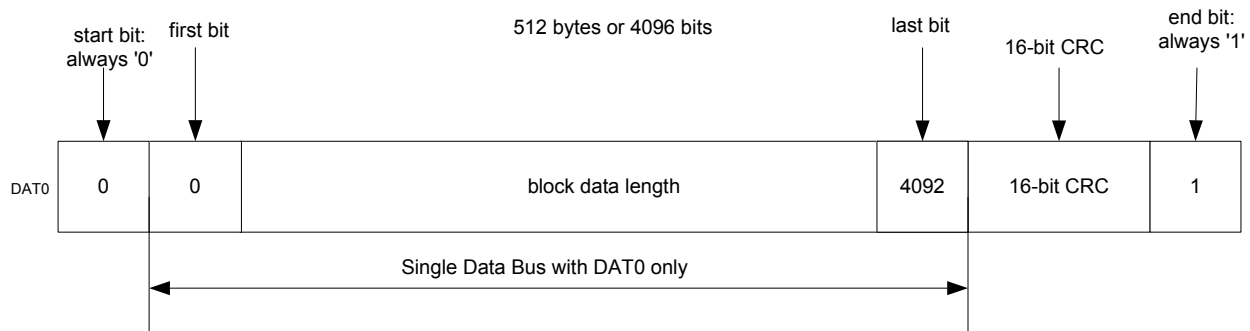 start bit:
always '0'
first bit
512 bytes or 4096 bits
last bit
16-bit CRC
end bit:
always '1'
DAT0
0
0
block data length
4092
16-bit CRC
1
Single Data Bus with DAT0 only